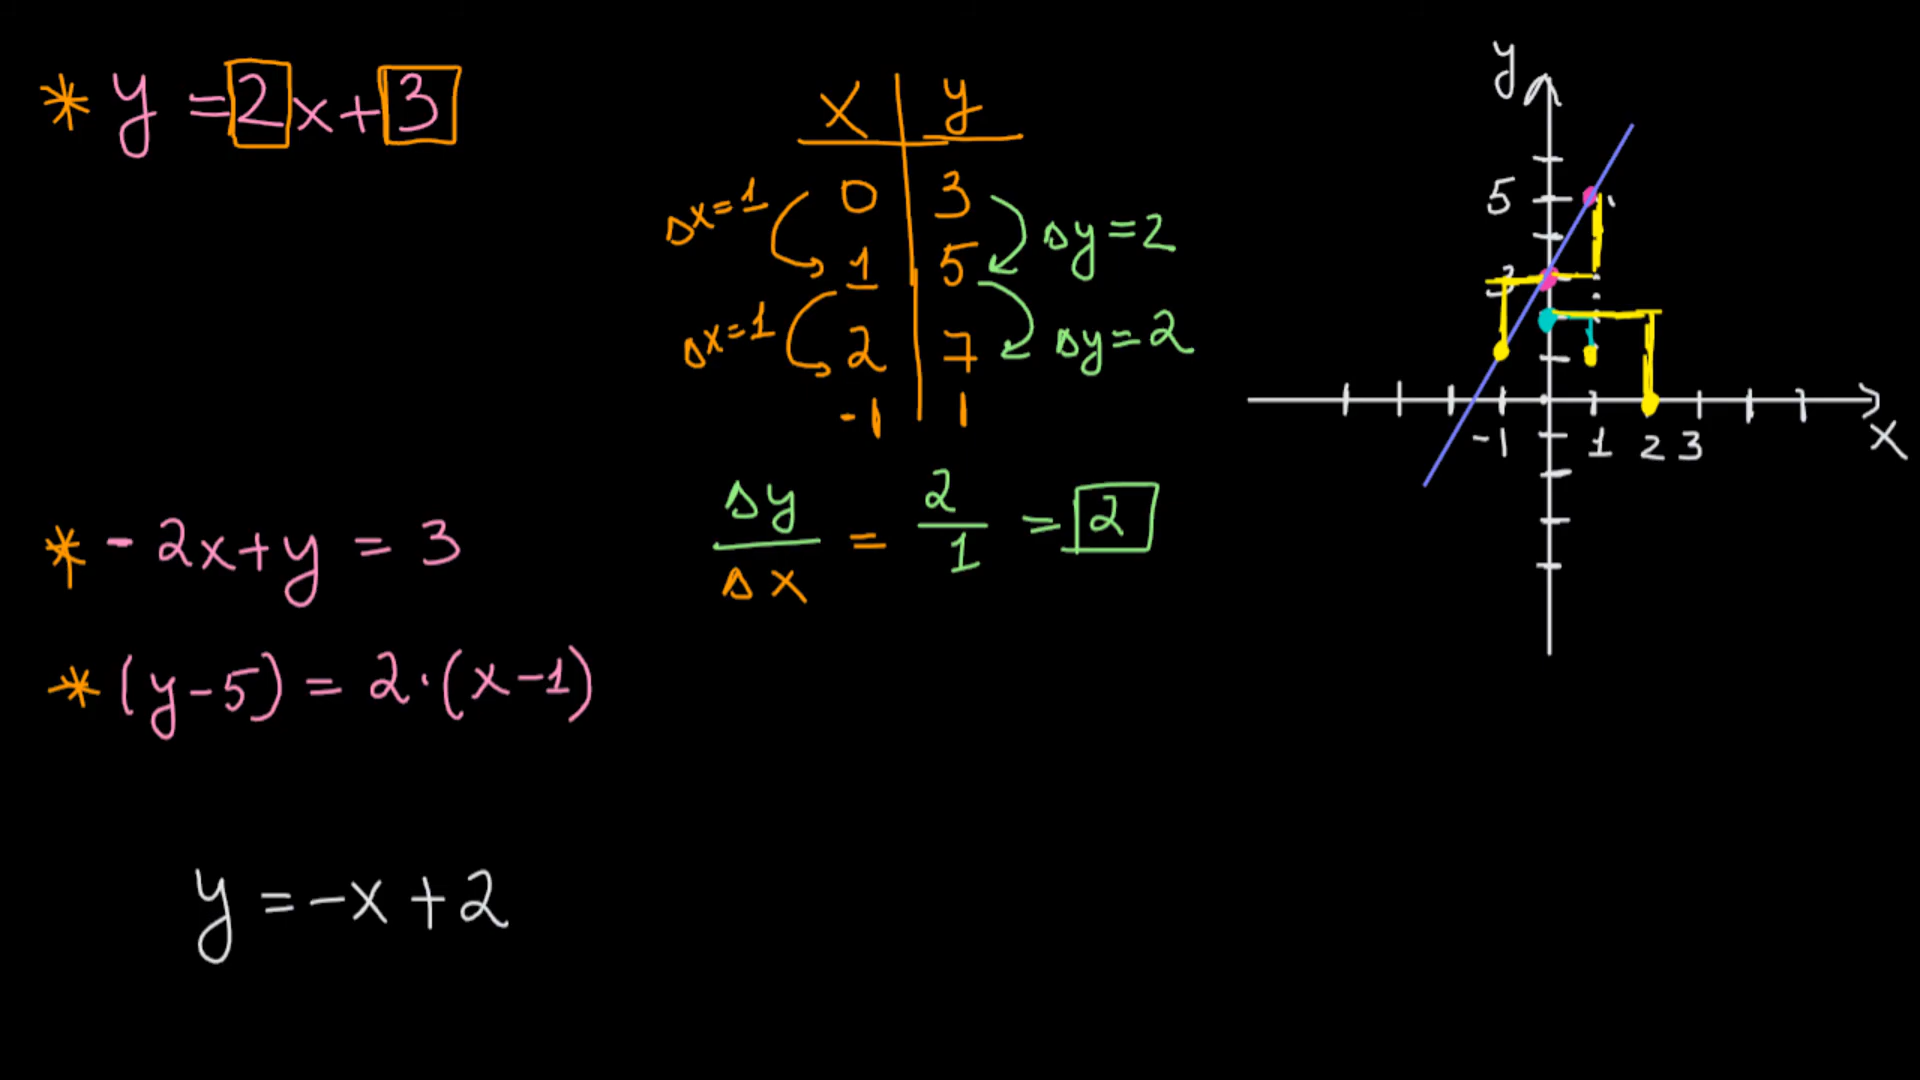 * y = 2x+3
x y
Δx=1 0 3 Δy=2
1 5
Δx=1 2 7 Δy=2
-1 1
Δy/Δx = 2/1 = 2
* -2x+y = 3
* (y-5) = 2·(x-1)
y = -x+2
y
5
3
-1 1 2 3
x